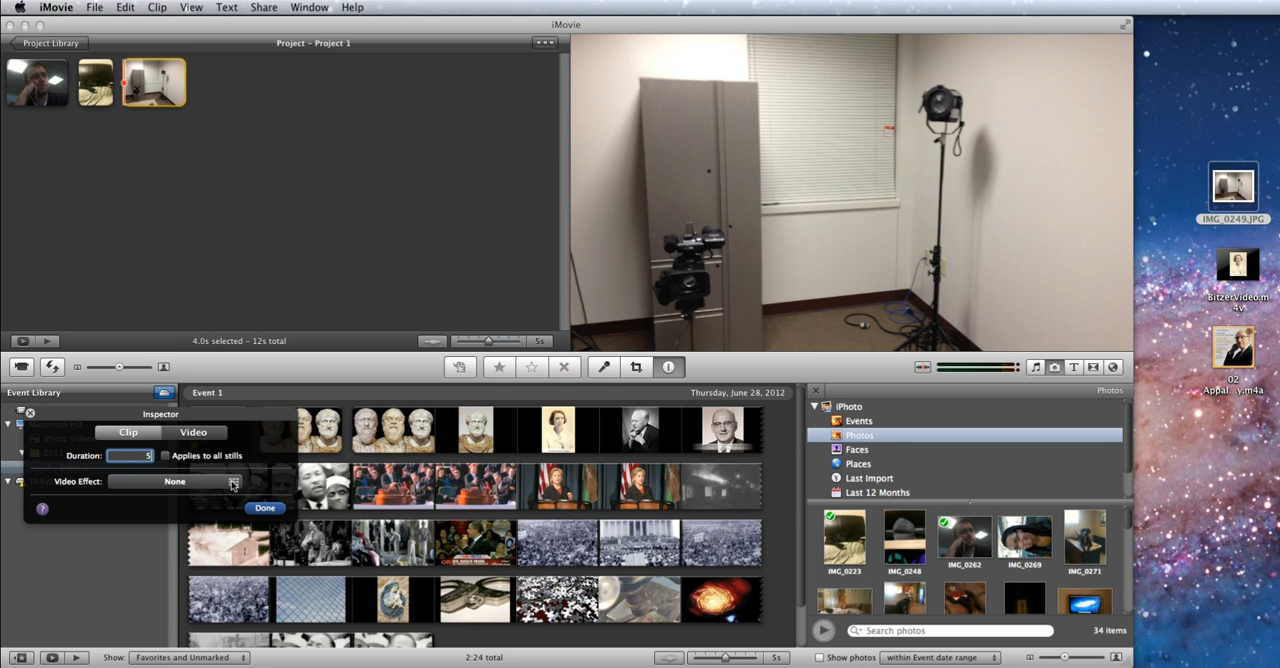 iMovie File Edit Clip View Text Share Window Help
iMovie
Project Library
Project - Project 1
4.0s selected - 12s total
5s
IMG_0249.JPG
BitzerVideo.m
4v
02
Appal...y.m4a
Event Library
Event 1
Thursday, June 28, 2012
Photos
Inspector
Clip Video
Duration: 5 Applies to all stills
Video Effect: None
? Done
iPhoto
Events
Photos
Faces
Places
Last Import
Last 12 Months
IMG_0223 IMG_0248 IMG_0262 IMG_0269 IMG_0271
Search photos
34 items
Show: Favorites and Unmarked
2:24 total
5s
Show photos within Event date range